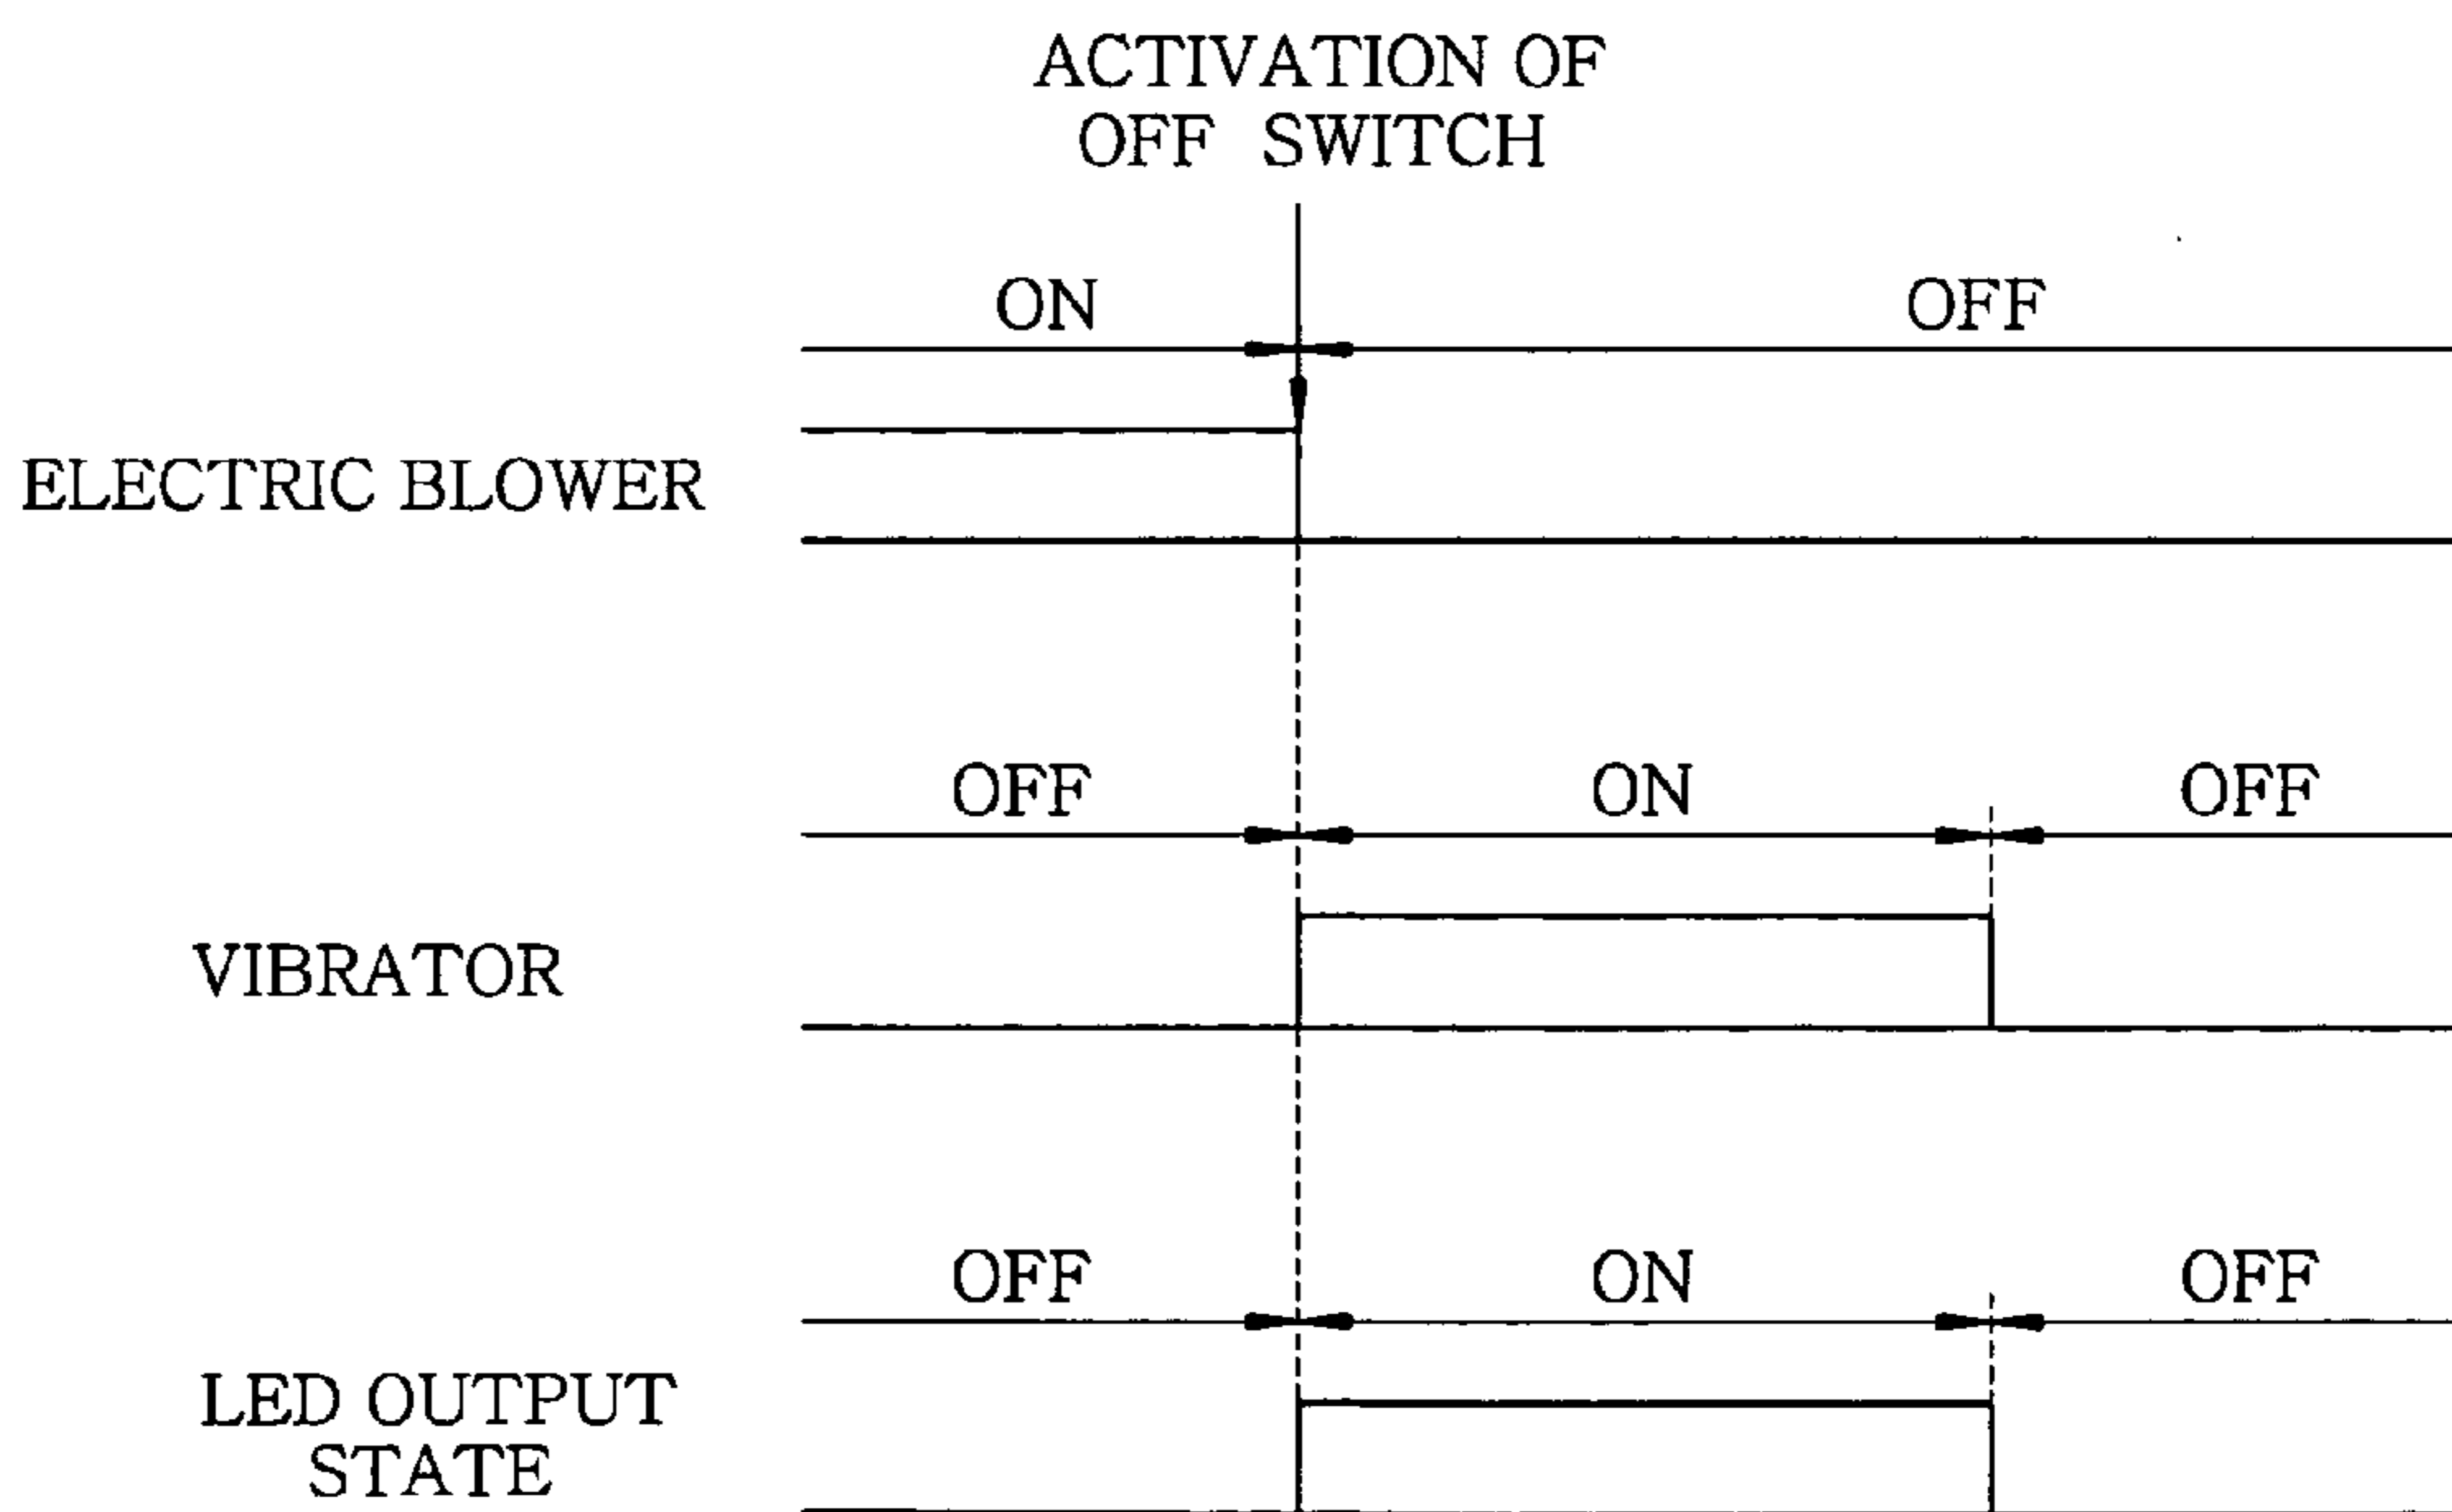 ACTIVATION OF
OFF SWITCH
ON OFF
ELECTRIC BLOWER
OFF ON OFF
VIBRATOR
OFF ON OFF
LED OUTPUT
STATE